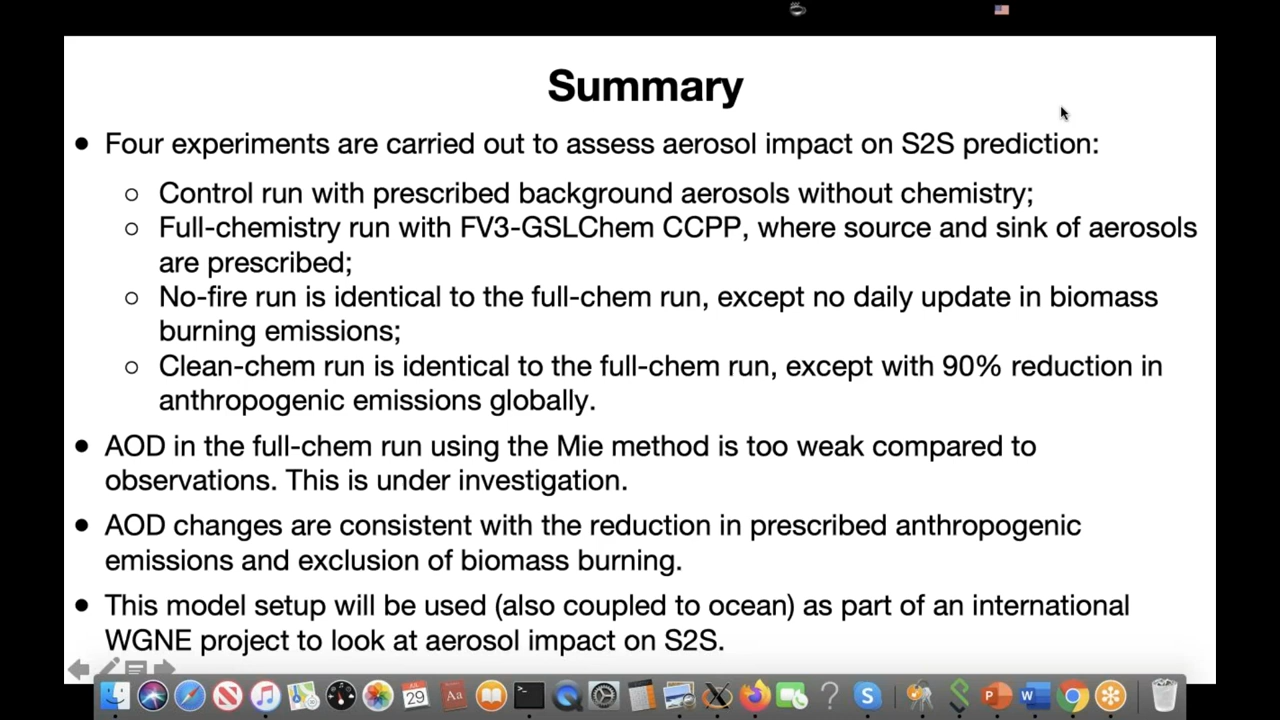 Summary
● Four experiments are carried out to assess aerosol impact on S2S prediction:
○ Control run with prescribed background aerosols without chemistry;
○ Full-chemistry run with FV3-GSLChem CCPP, where source and sink of aerosols
are prescribed;
○ No-fire run is identical to the full-chem run, except no daily update in biomass
burning emissions;
○ Clean-chem run is identical to the full-chem run, except with 90% reduction in
anthropogenic emissions globally.
● AOD in the full-chem run using the Mie method is too weak compared to
observations. This is under investigation.
● AOD changes are consistent with the reduction in prescribed anthropogenic
emissions and exclusion of biomass burning.
● This model setup will be used (also coupled to ocean) as part of an international
WGNE project to look at aerosol impact on S2S.
29 Aa ? S P W